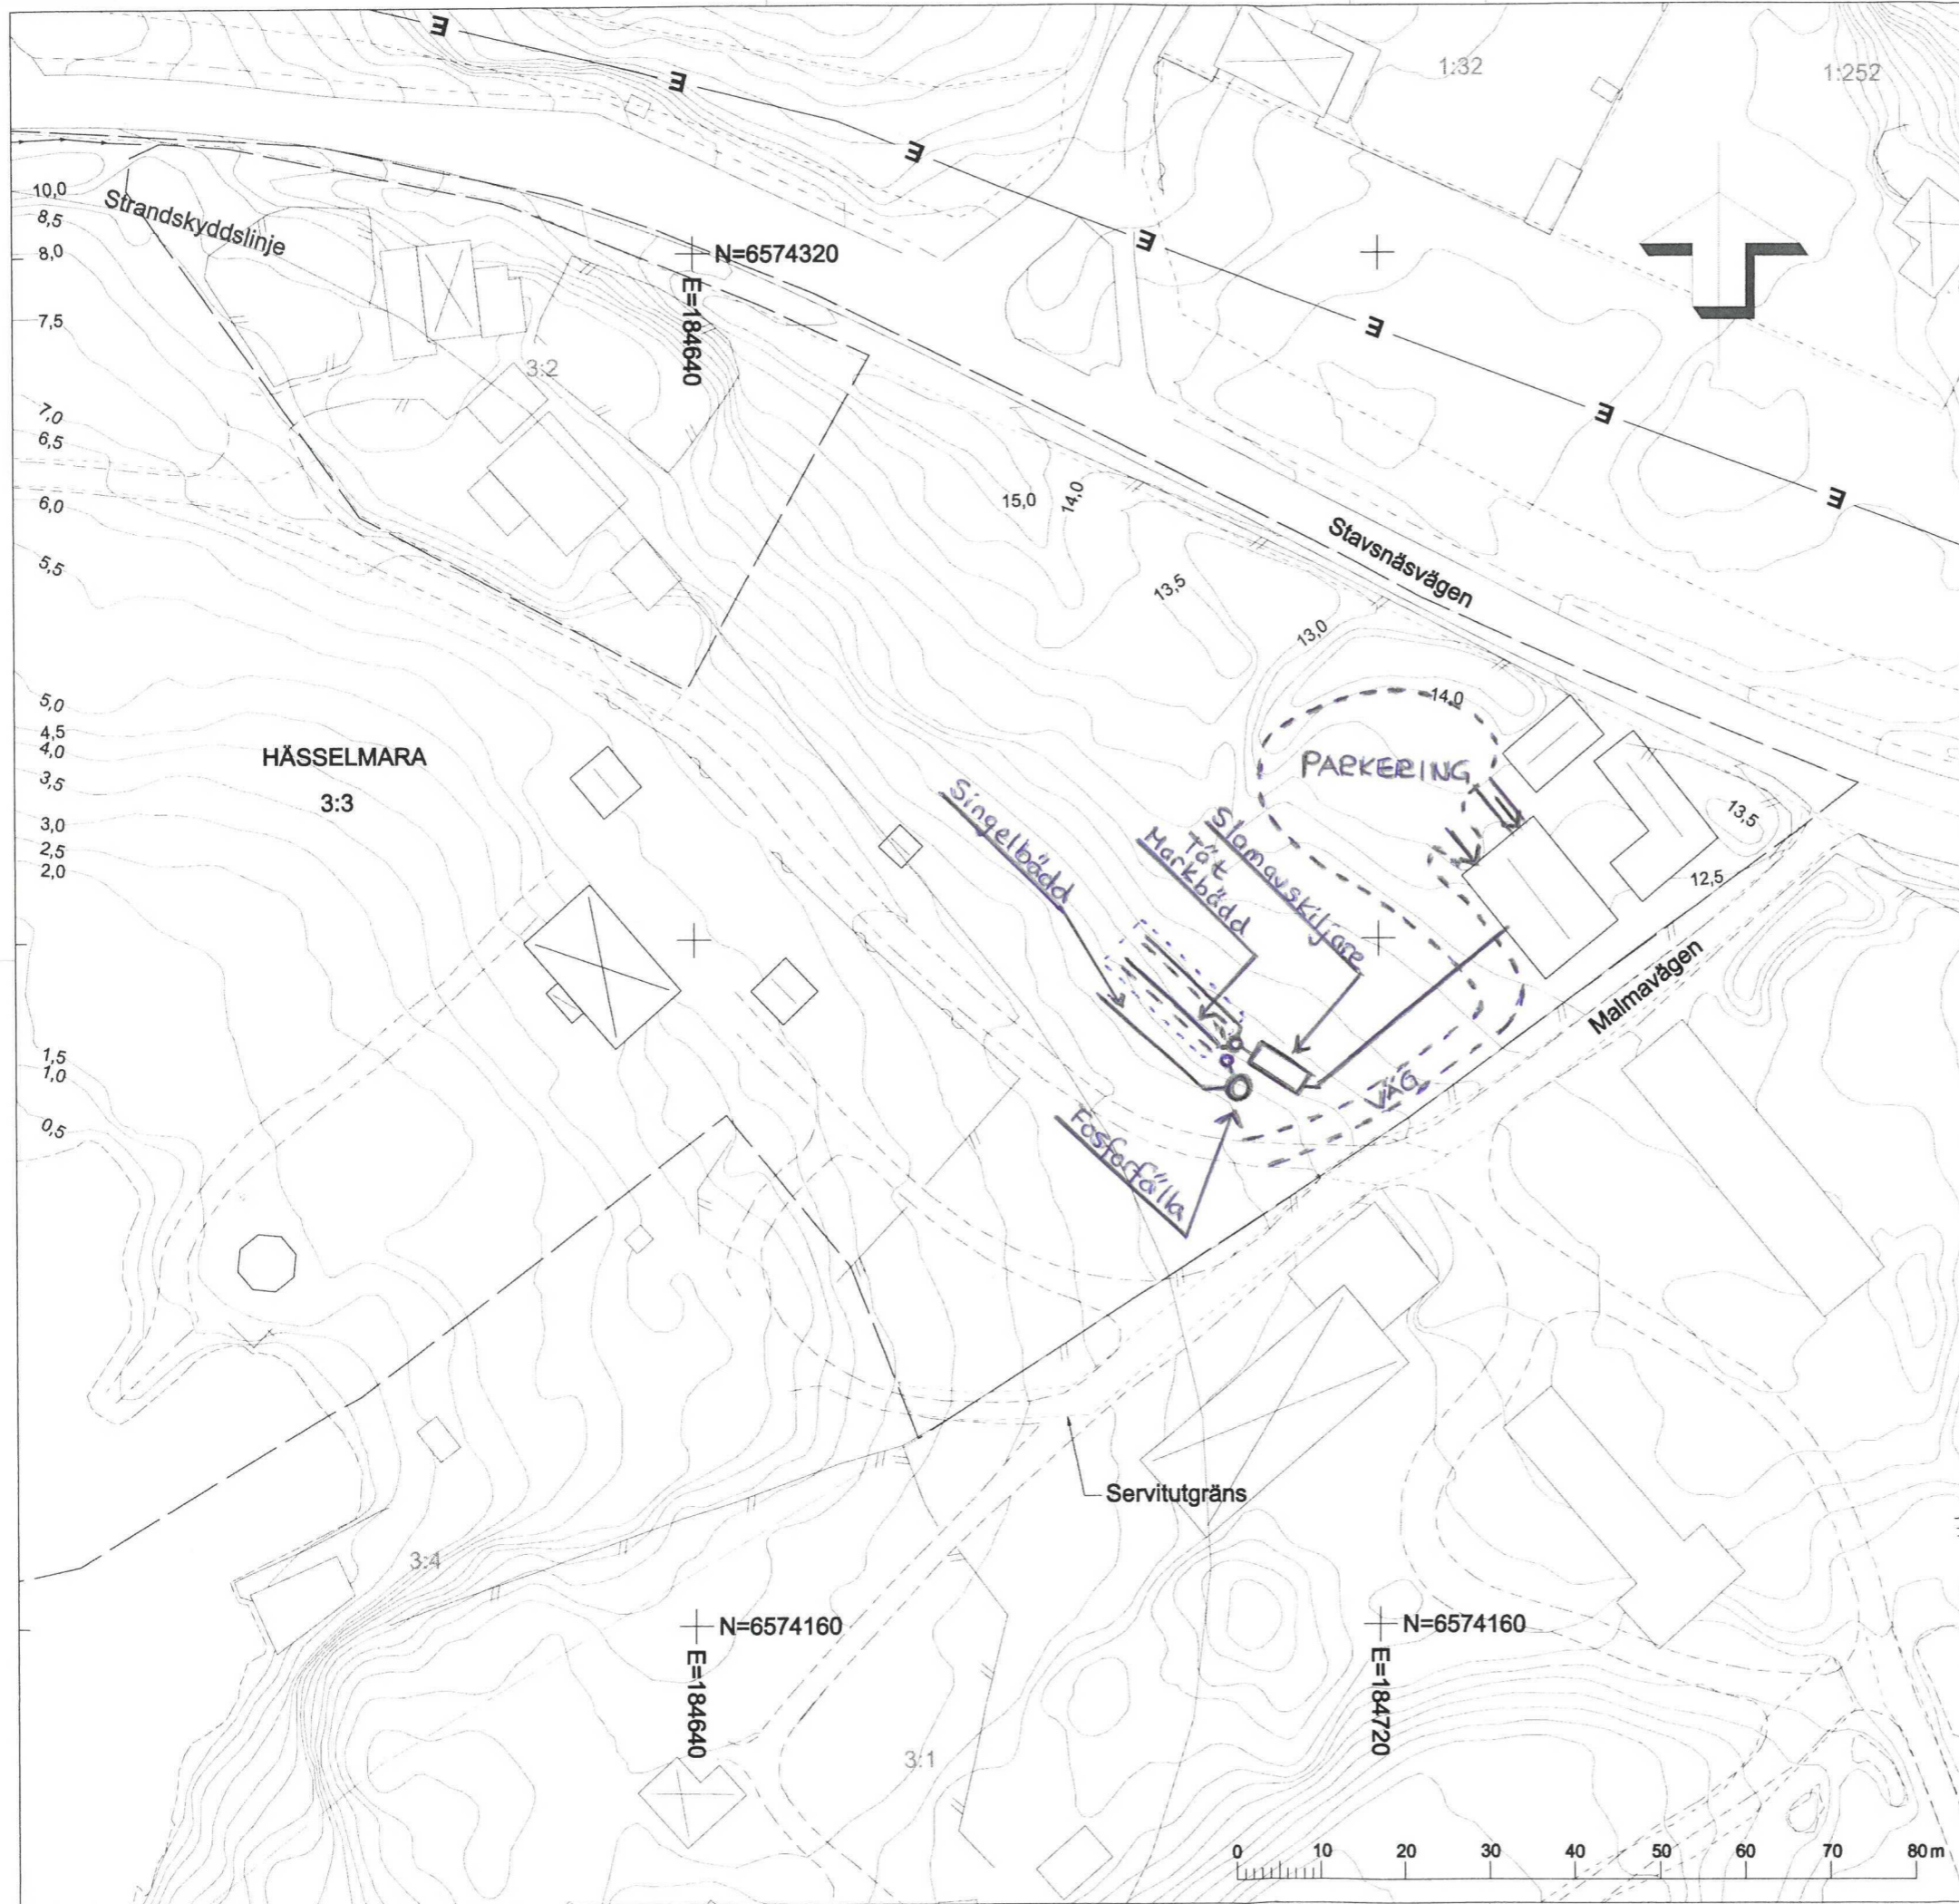 E
E
E
E
E
E
E
1:32
1:252
10,0
8,5
8,0
7,5
7,0
6,5
6,0
5,5
5,0
4,5
4,0
3,5
3,0
2,5
2,0
1,5
1,0
0,5
Strandskyddslinje
N=6574320
E=184640
3:2
15,0
14,0
13,5
13,0
Stavsnäsvägen
14,0
PARKERING
13,5
12,5
HÄSSELMARA
3:3
Singelbädd
Tät
Markbädd
Slamavskiljare
Malmavägen
VÄG
Fosforfälla
Servitutgräns
3:4
N=6574160
E=184640
N=6574160
E=184720
3:1
0 10 20 30 40 50 60 70 80 m